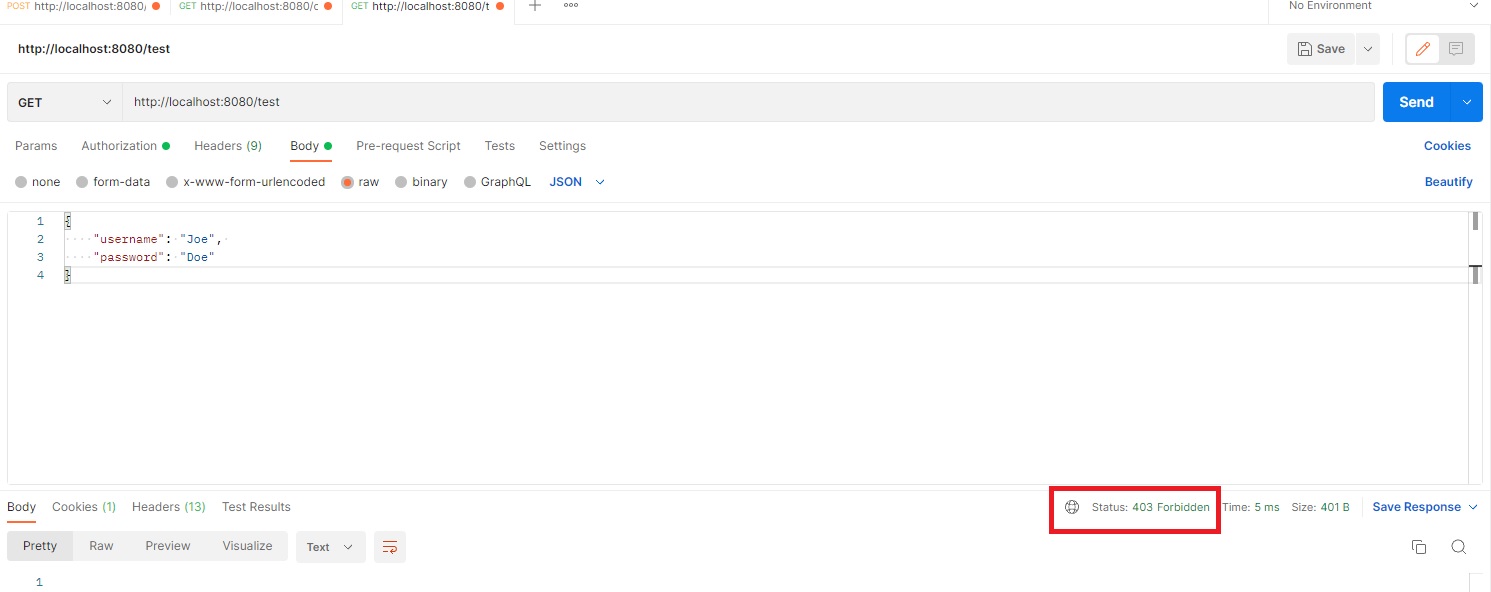 POST http://localhost:8080/ GET http://localhost:8080/c GET http://localhost:8080/t No Environment
http://localhost:8080/test Save
GET http://localhost:8080/test Send
Params Authorization Headers (9) Body Pre-request Script Tests Settings Cookies
none form-data x-www-form-urlencoded raw binary GraphQL JSON Beautify
1 {
2 "username": "Joe",
3 "password": "Doe"
4 }
Body Cookies (1) Headers (13) Test Results Status: 403 Forbidden Time: 5 ms Size: 401 B Save Response
Pretty Raw Preview Visualize Text
1